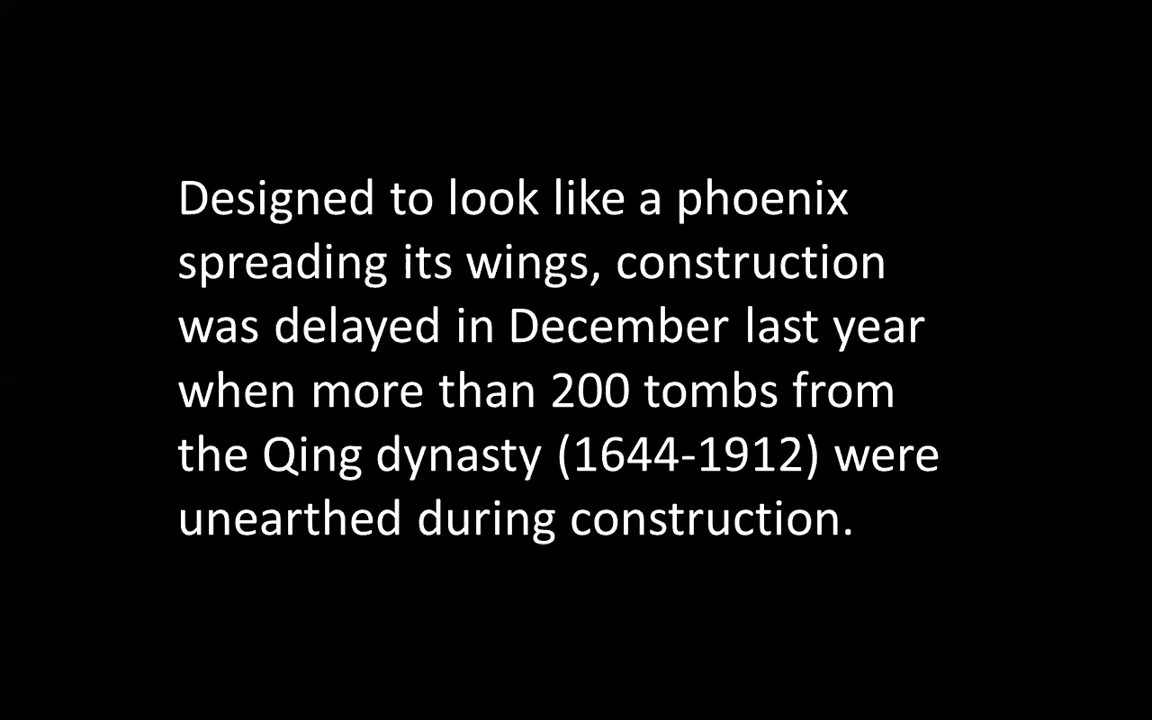 Designed to look like a phoenix
spreading its wings, construction
was delayed in December last year
when more than 200 tombs from
the Qing dynasty (1644-1912) were
unearthed during construction.